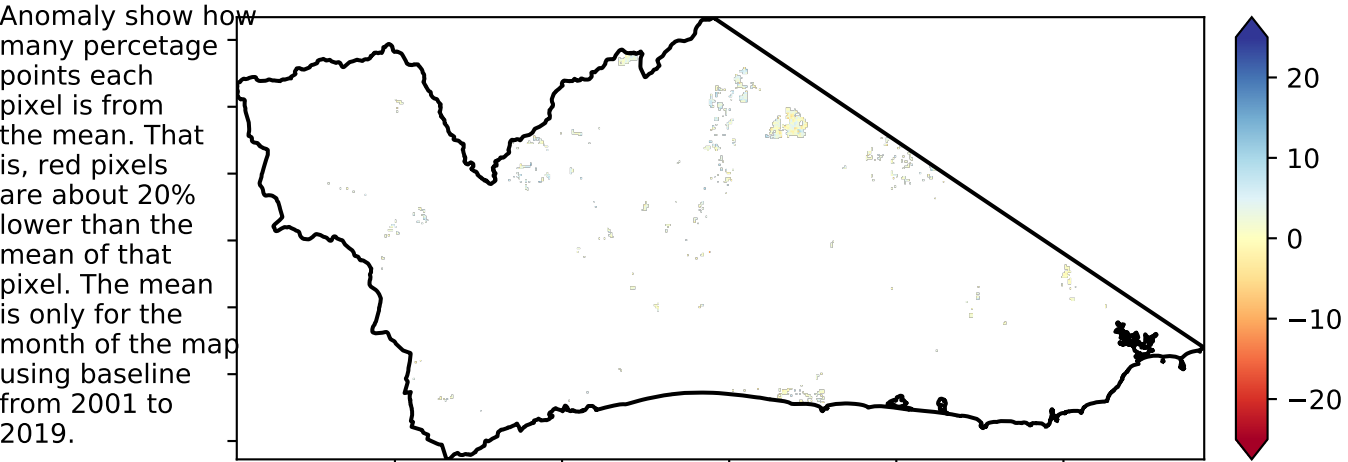 Anomaly show how
many percetage
points each
pixel is from
the mean. That
is, red pixels
are about 20%
lower than the
mean of that
pixel. The mean
is only for the
month of the map
using baseline
from 2001 to
2019.
20
10
0
−10
−20